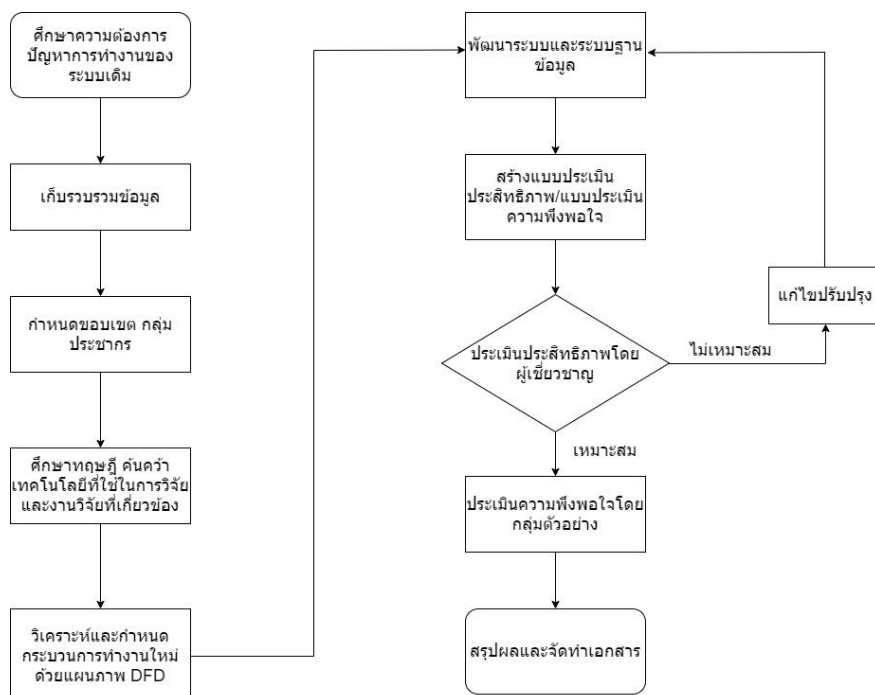 ศึกษาความต้องการ
ปัญหาการทำงานของ
ระบบเดิม
เก็บรวบรวมข้อมูล
กำหนดขอบเขต กลุ่ม
ประชากร
ศึกษาทฤษฎี ค้นคว้า
เทคโนโลยีที่ใช้ในการวิจัย
และงานวิจัยที่เกี่ยวข้อง
วิเคราะห์และกำหนด
กระบวนการทำงานใหม่
ด้วยแผนภาพ DFD
พัฒนาระบบและระบบฐาน
ข้อมูล
สร้างแบบประเมิน
ประสิทธิภาพ/แบบประเมิน
ความพึงพอใจ
ประเมินประสิทธิภาพโดย
ผู้เชี่ยวชาญ
ไม่เหมาะสม
แก้ไขปรับปรุง
เหมาะสม
ประเมินความพึงพอใจโดย
กลุ่มตัวอย่าง
สรุปผลและจัดทำเอกสาร